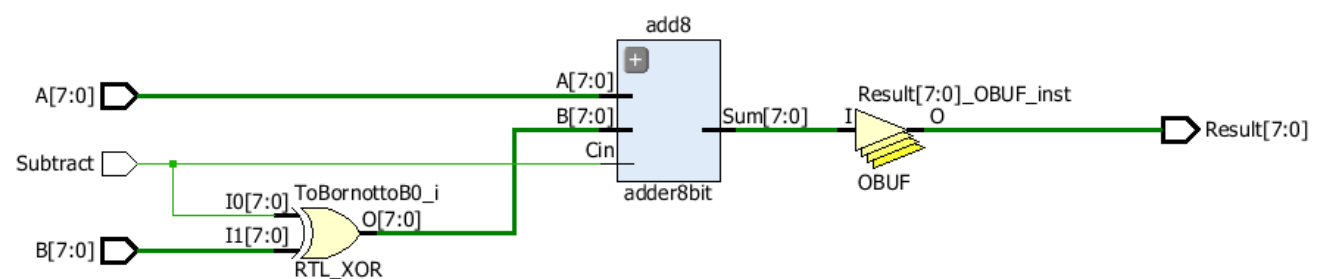 add8
A[7:0]
A[7:0]
B[7:0]
Cin
Sum[7:0]
adder8bit
Result[7:0]_OBUF_inst
I
O
OBUF
Result[7:0]
Subtract
ToBornottoB0_i
I0[7:0]
I1[7:0]
O[7:0]
B[7:0]
RTL_XOR